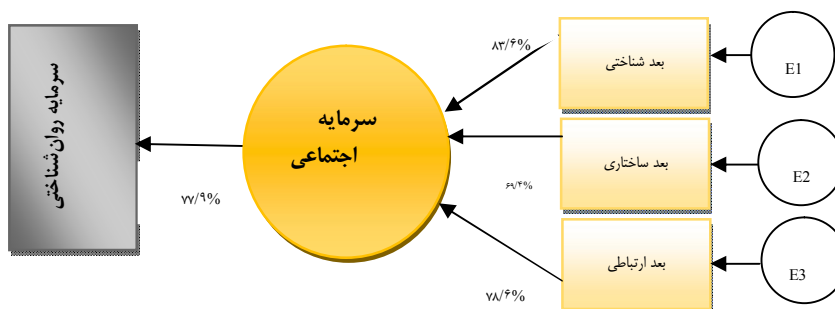 ۸۳/۶%
بعد شناختی
E1
سرمایه
اجتماعی
سرمایه روان‌شناختی
بعد ساختاری
E2
۶۹/۴%
۷۷/۹%
بعد ارتباطی
E3
۷۸/۶%